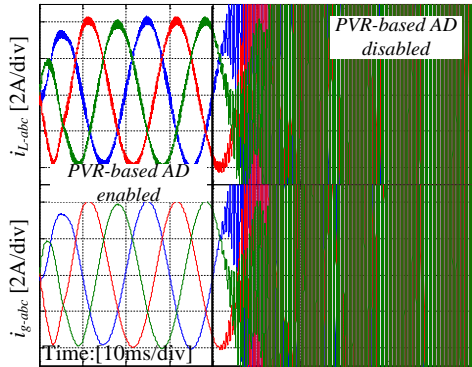 PVR-based AD
disabled
i_L-abc [2A/div]
PVR-based AD
enabled
i_g-abc [2A/div]
Time:[10ms/div]